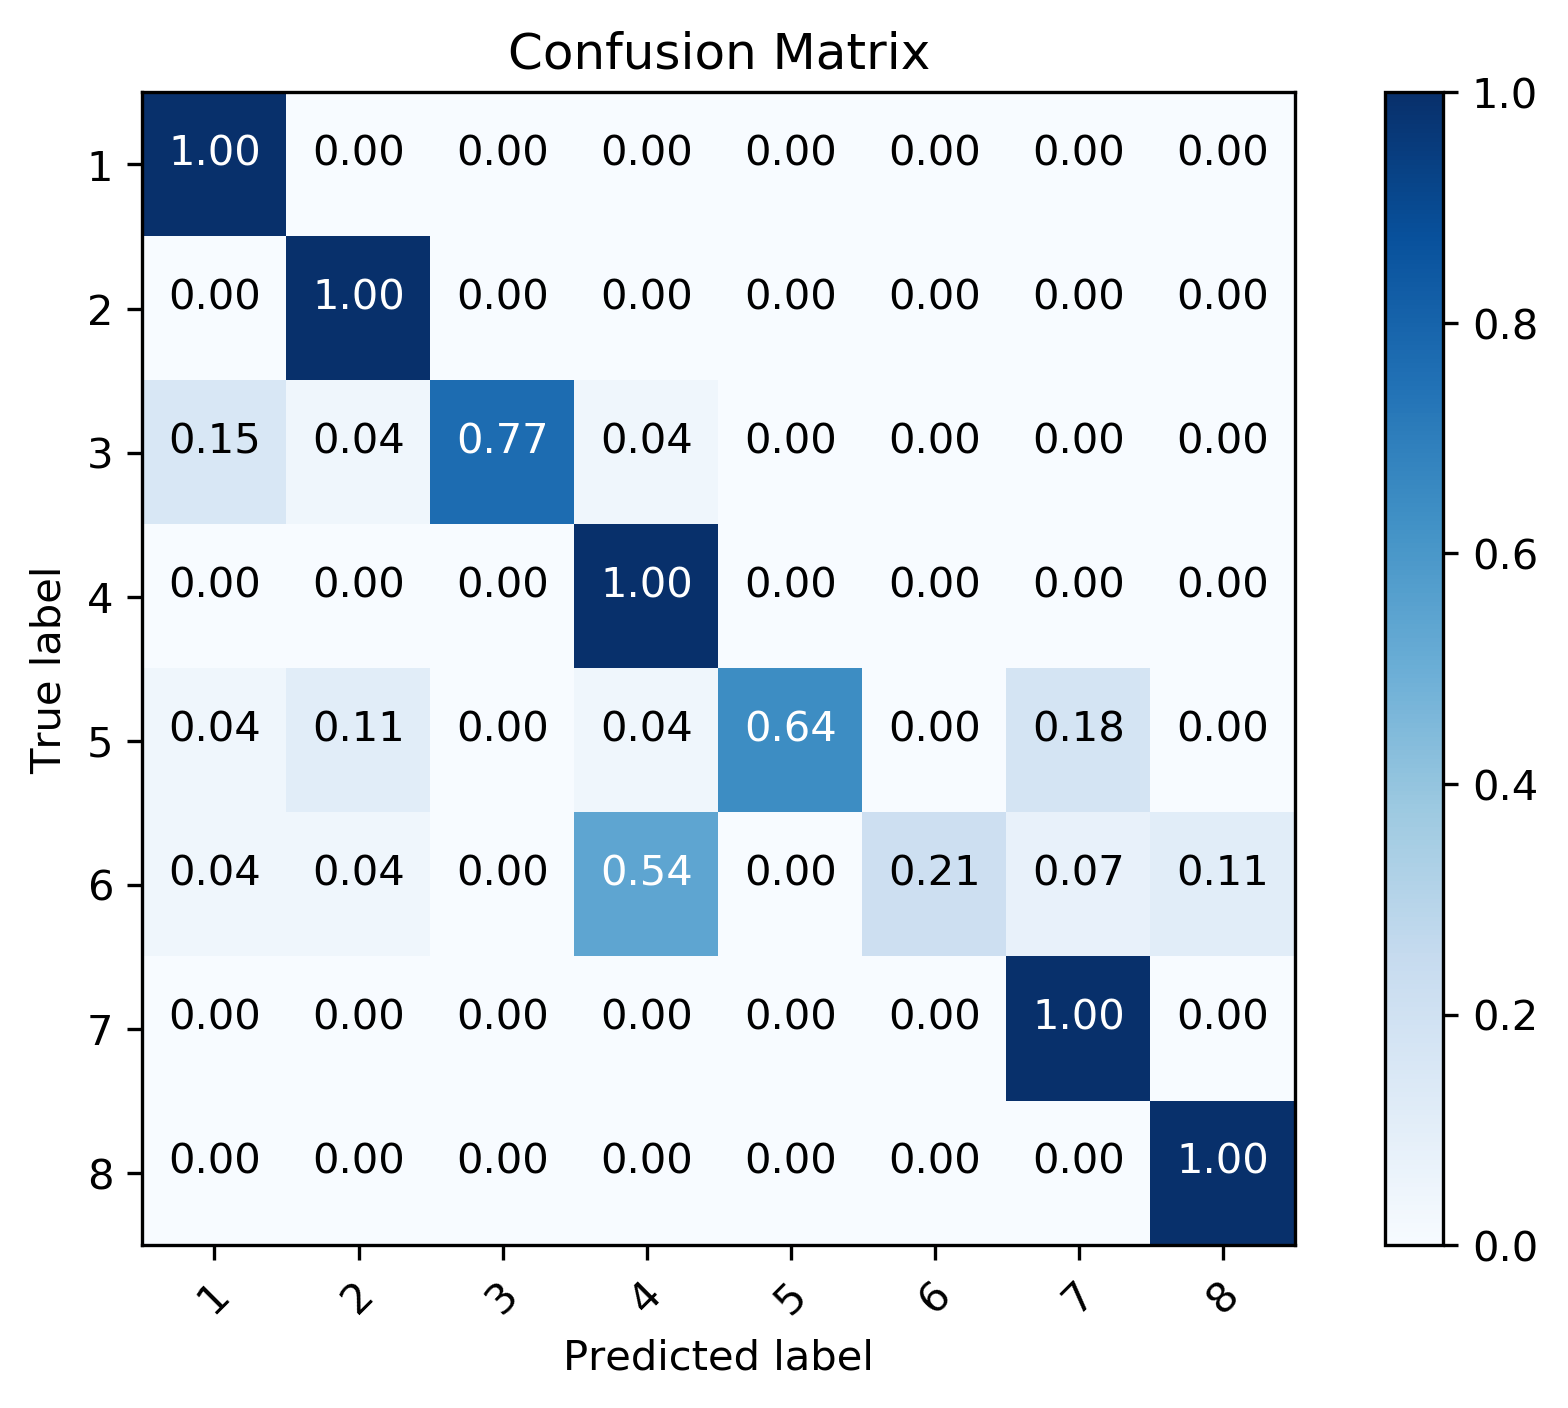 Confusion Matrix
1 1.00 0.00 0.00 0.00 0.00 0.00 0.00 0.00
2 0.00 1.00 0.00 0.00 0.00 0.00 0.00 0.00
3 0.15 0.04 0.77 0.04 0.00 0.00 0.00 0.00
4 0.00 0.00 0.00 1.00 0.00 0.00 0.00 0.00
5 0.04 0.11 0.00 0.04 0.64 0.00 0.18 0.00
6 0.04 0.04 0.00 0.54 0.00 0.21 0.07 0.11
7 0.00 0.00 0.00 0.00 0.00 0.00 1.00 0.00
8 0.00 0.00 0.00 0.00 0.00 0.00 0.00 1.00
1 2 3 4 5 6 7 8
True label
Predicted label
1.0
0.8
0.6
0.4
0.2
0.0